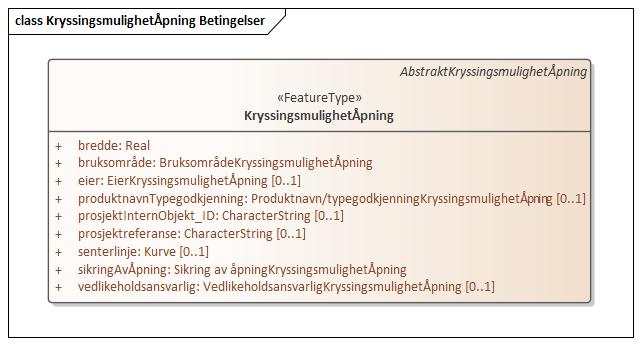 class KryssingsmulighetÅpning Betingelser
AbstraktKryssingsmulighetÅpning
«FeatureType»
KryssingsmulighetÅpning
+ bredde: Real
+ bruksområde: BruksområdeKryssingsmulighetÅpning
+ eier: EierKryssingsmulighetÅpning [0..1]
+ produktnavnTypegodkjenning: Produktnavn/typegodkjenningKryssingsmulighetÅpning [0..1]
+ prosjektInternObjekt_ID: CharacterString [0..1]
+ prosjektreferanse: CharacterString [0..1]
+ senterlinje: Kurve [0..1]
+ sikringAvÅpning: Sikring av åpningKryssingsmulighetÅpning
+ vedlikeholdsansvarlig: VedlikeholdsansvarligKryssingsmulighetÅpning [0..1]